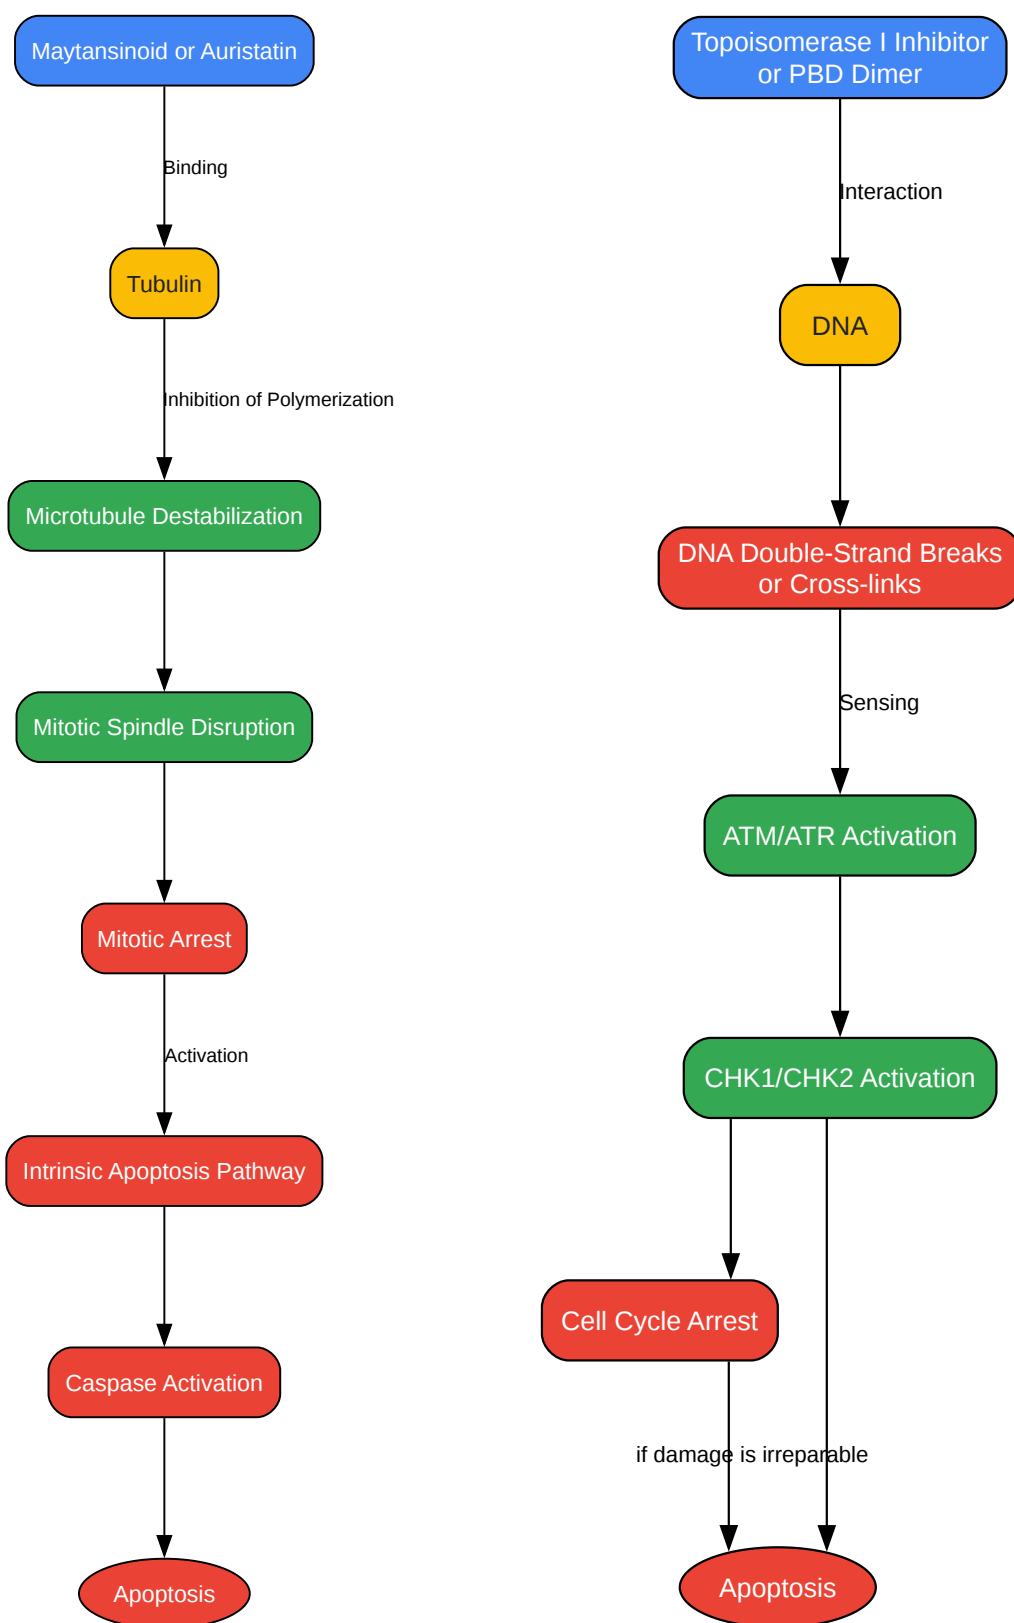 Maytansinoid or Auristatin
Binding
Tubulin
Inhibition of Polymerization
Microtubule Destabilization
Mitotic Spindle Disruption
Mitotic Arrest
Activation
Intrinsic Apoptosis Pathway
Caspase Activation
Apoptosis
Topoisomerase I Inhibitor
or PBD Dimer
Interaction
DNA
DNA Double-Strand Breaks
or Cross-links
Sensing
ATM/ATR Activation
CHK1/CHK2 Activation
Cell Cycle Arrest
if damage is irreparable
Apoptosis